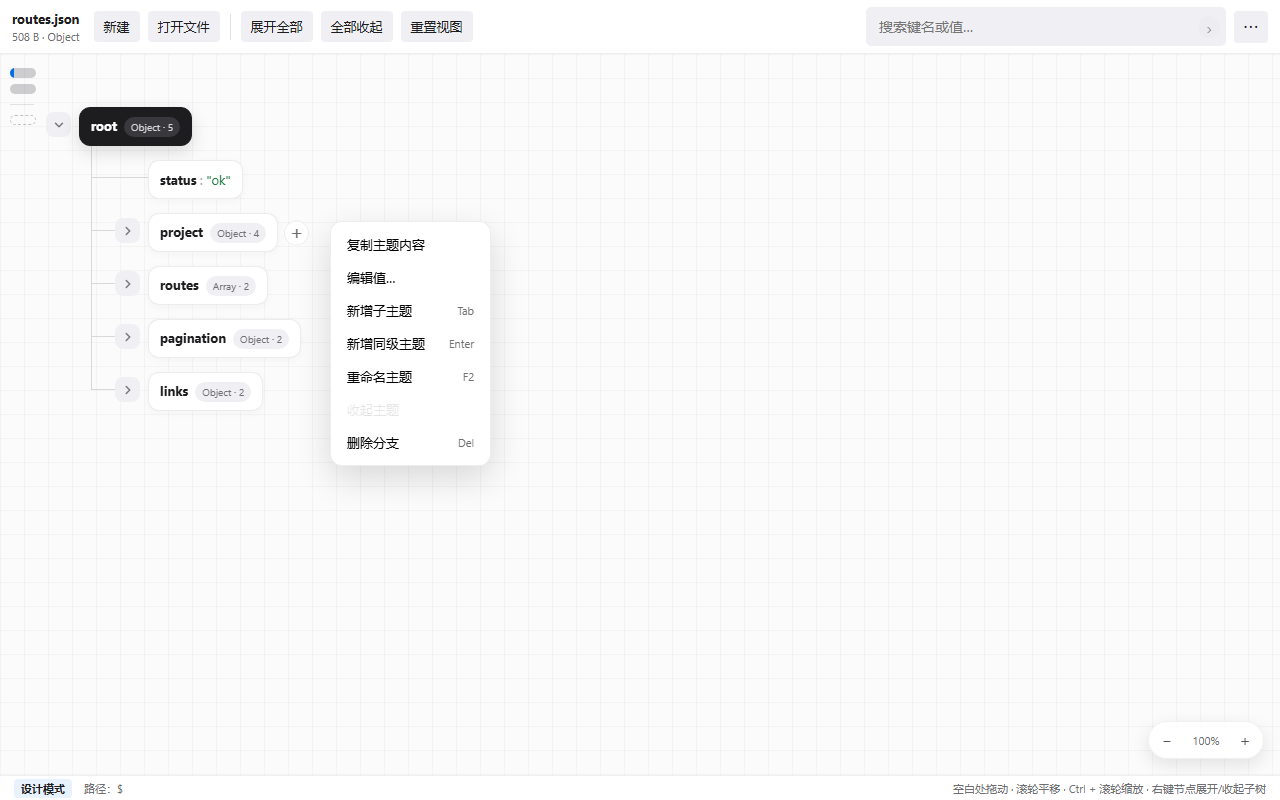 routes.json
508 B · Object
新建
打开文件
展开全部
全部收起
重置视图
搜索键名或值...
root Object · 5
status : "ok"
project Object · 4
routes Array · 2
pagination Object · 2
links Object · 2
复制主题内容
编辑值...
新增子主题 Tab
新增同级主题 Enter
重命名主题 F2
收起主题
删除分支 Del
− 100% +
设计模式 路径: $
空白处拖动 · 滚轮平移 · Ctrl + 滚轮缩放 · 右键节点展开/收起子树